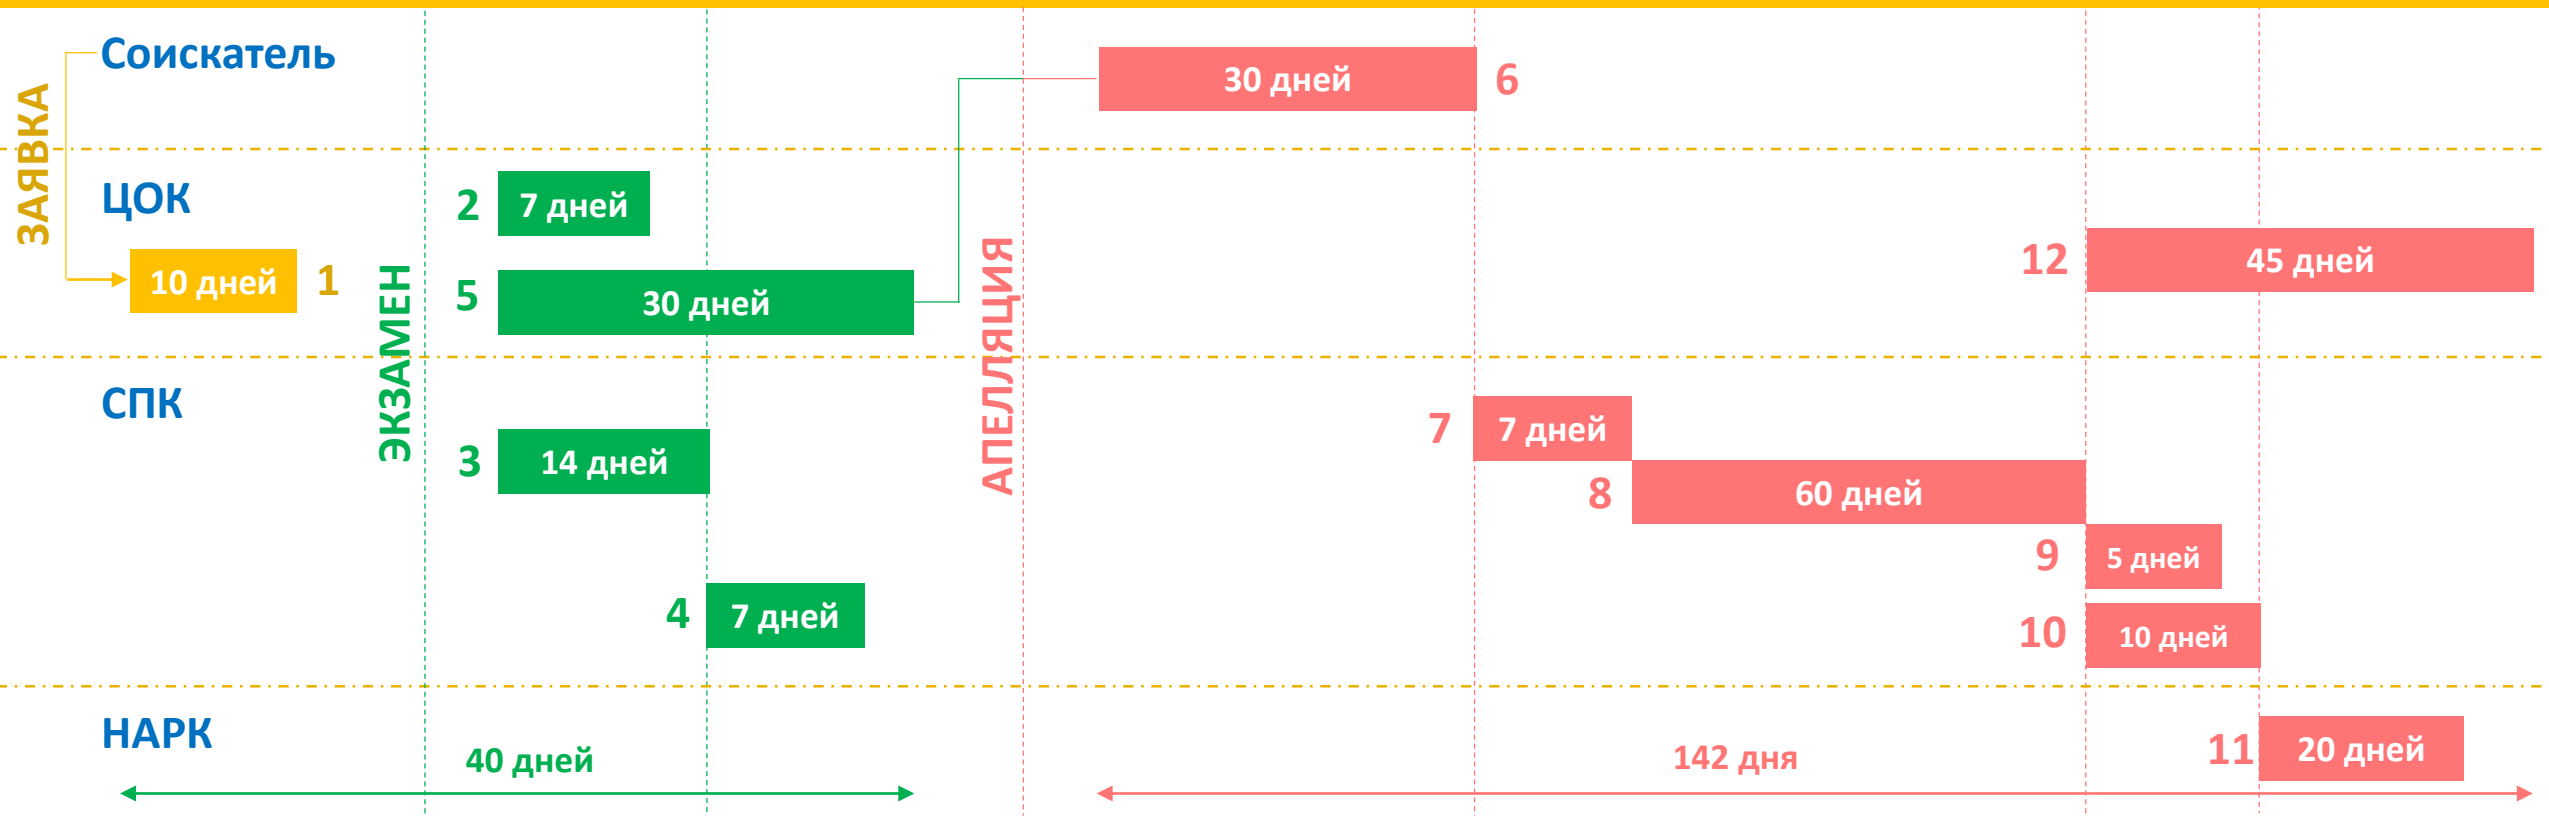 ЗАЯВКА
Соискатель
30 дней 6
ЦОК
2 7 дней
10 дней 1
5 30 дней
12 45 дней
ЭКЗАМЕН
АПЕЛЛЯЦИЯ
СПК
7 7 дней
3 14 дней
8 60 дней
9 5 дней
4 7 дней
10 10 дней
НАРК
40 дней
142 дня
11 20 дней